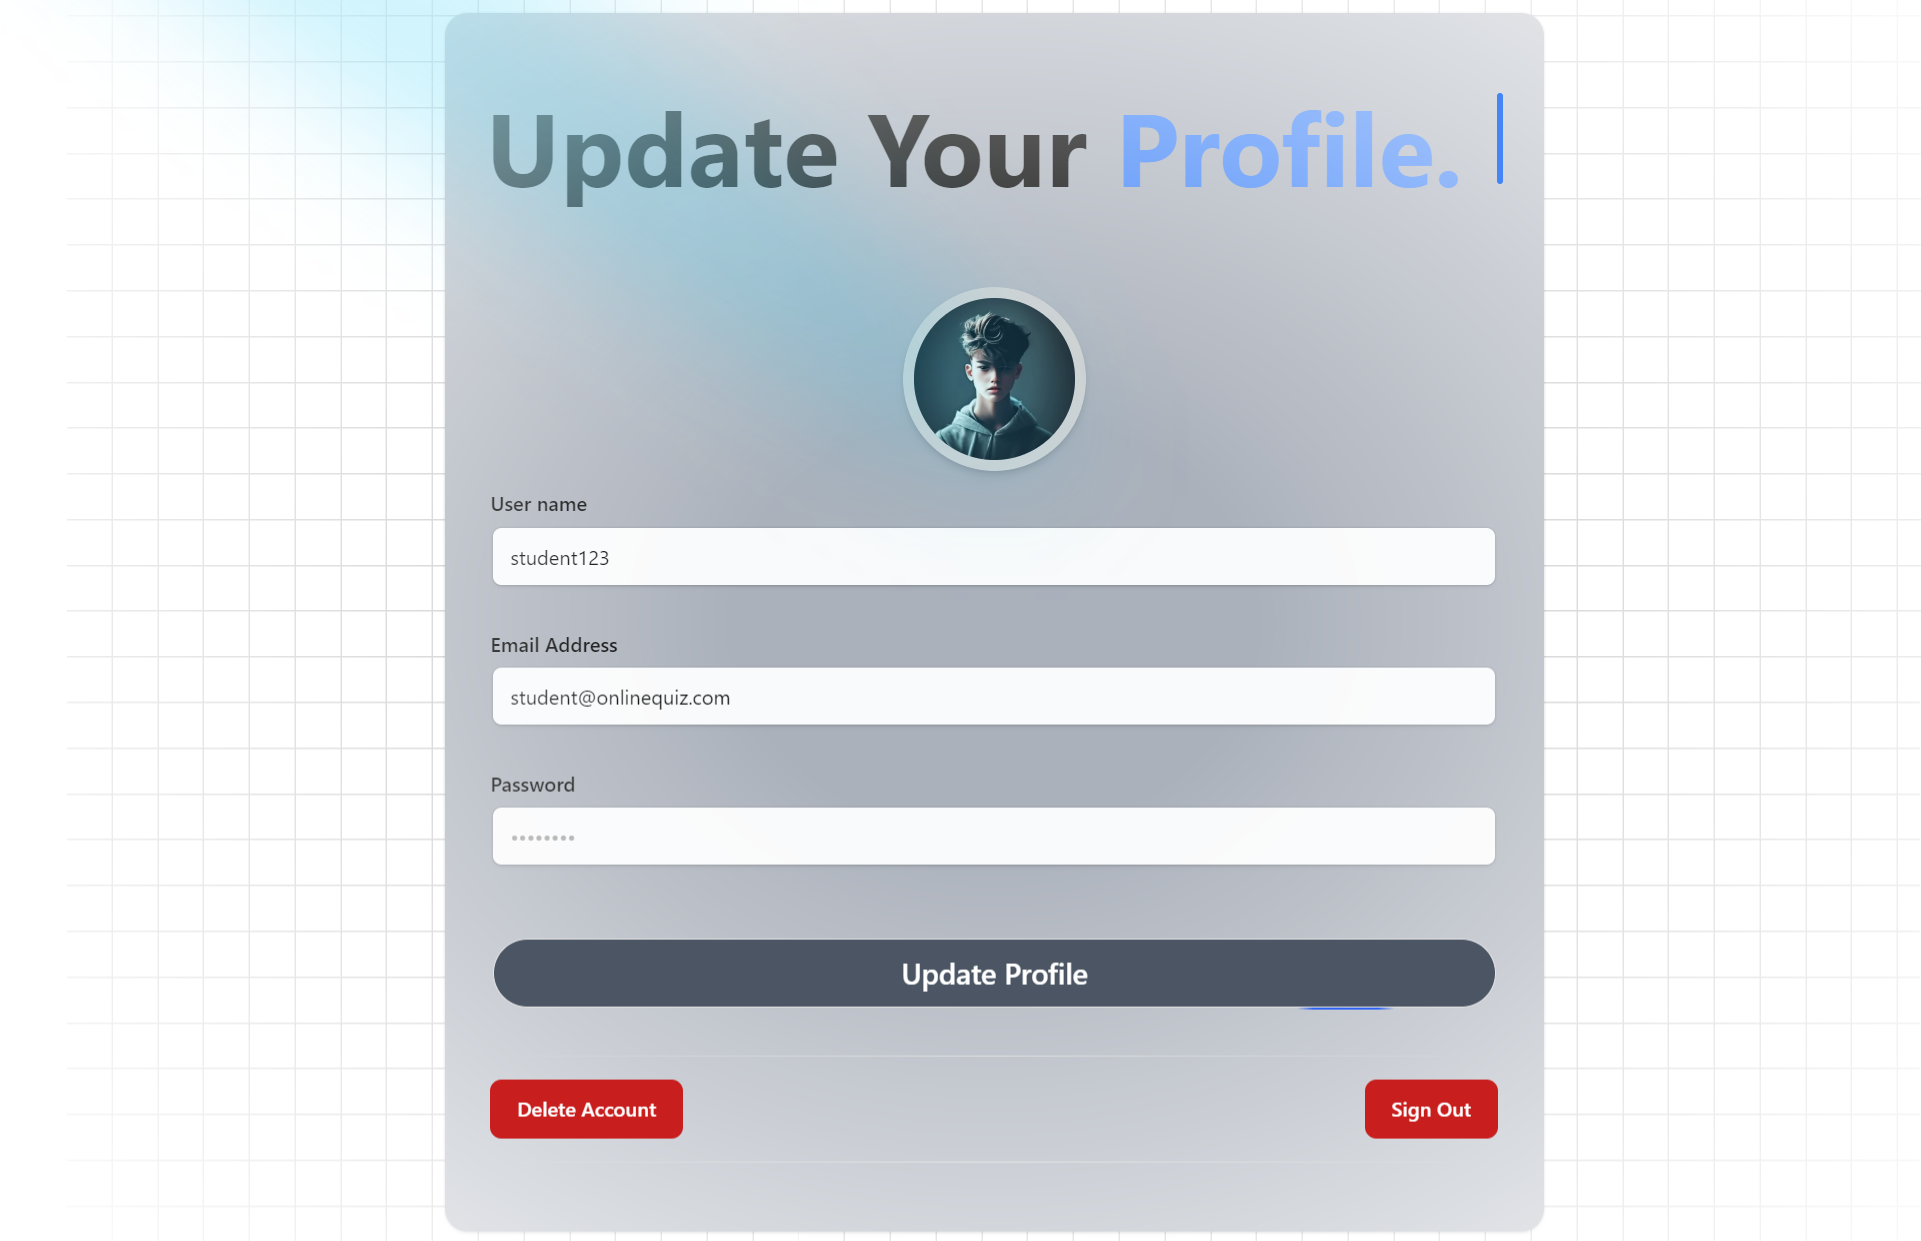 Update Your Profile.
User name
student123
Email Address
student@onlinequiz.com
Password
••••••••
Update Profile
Delete Account
Sign Out